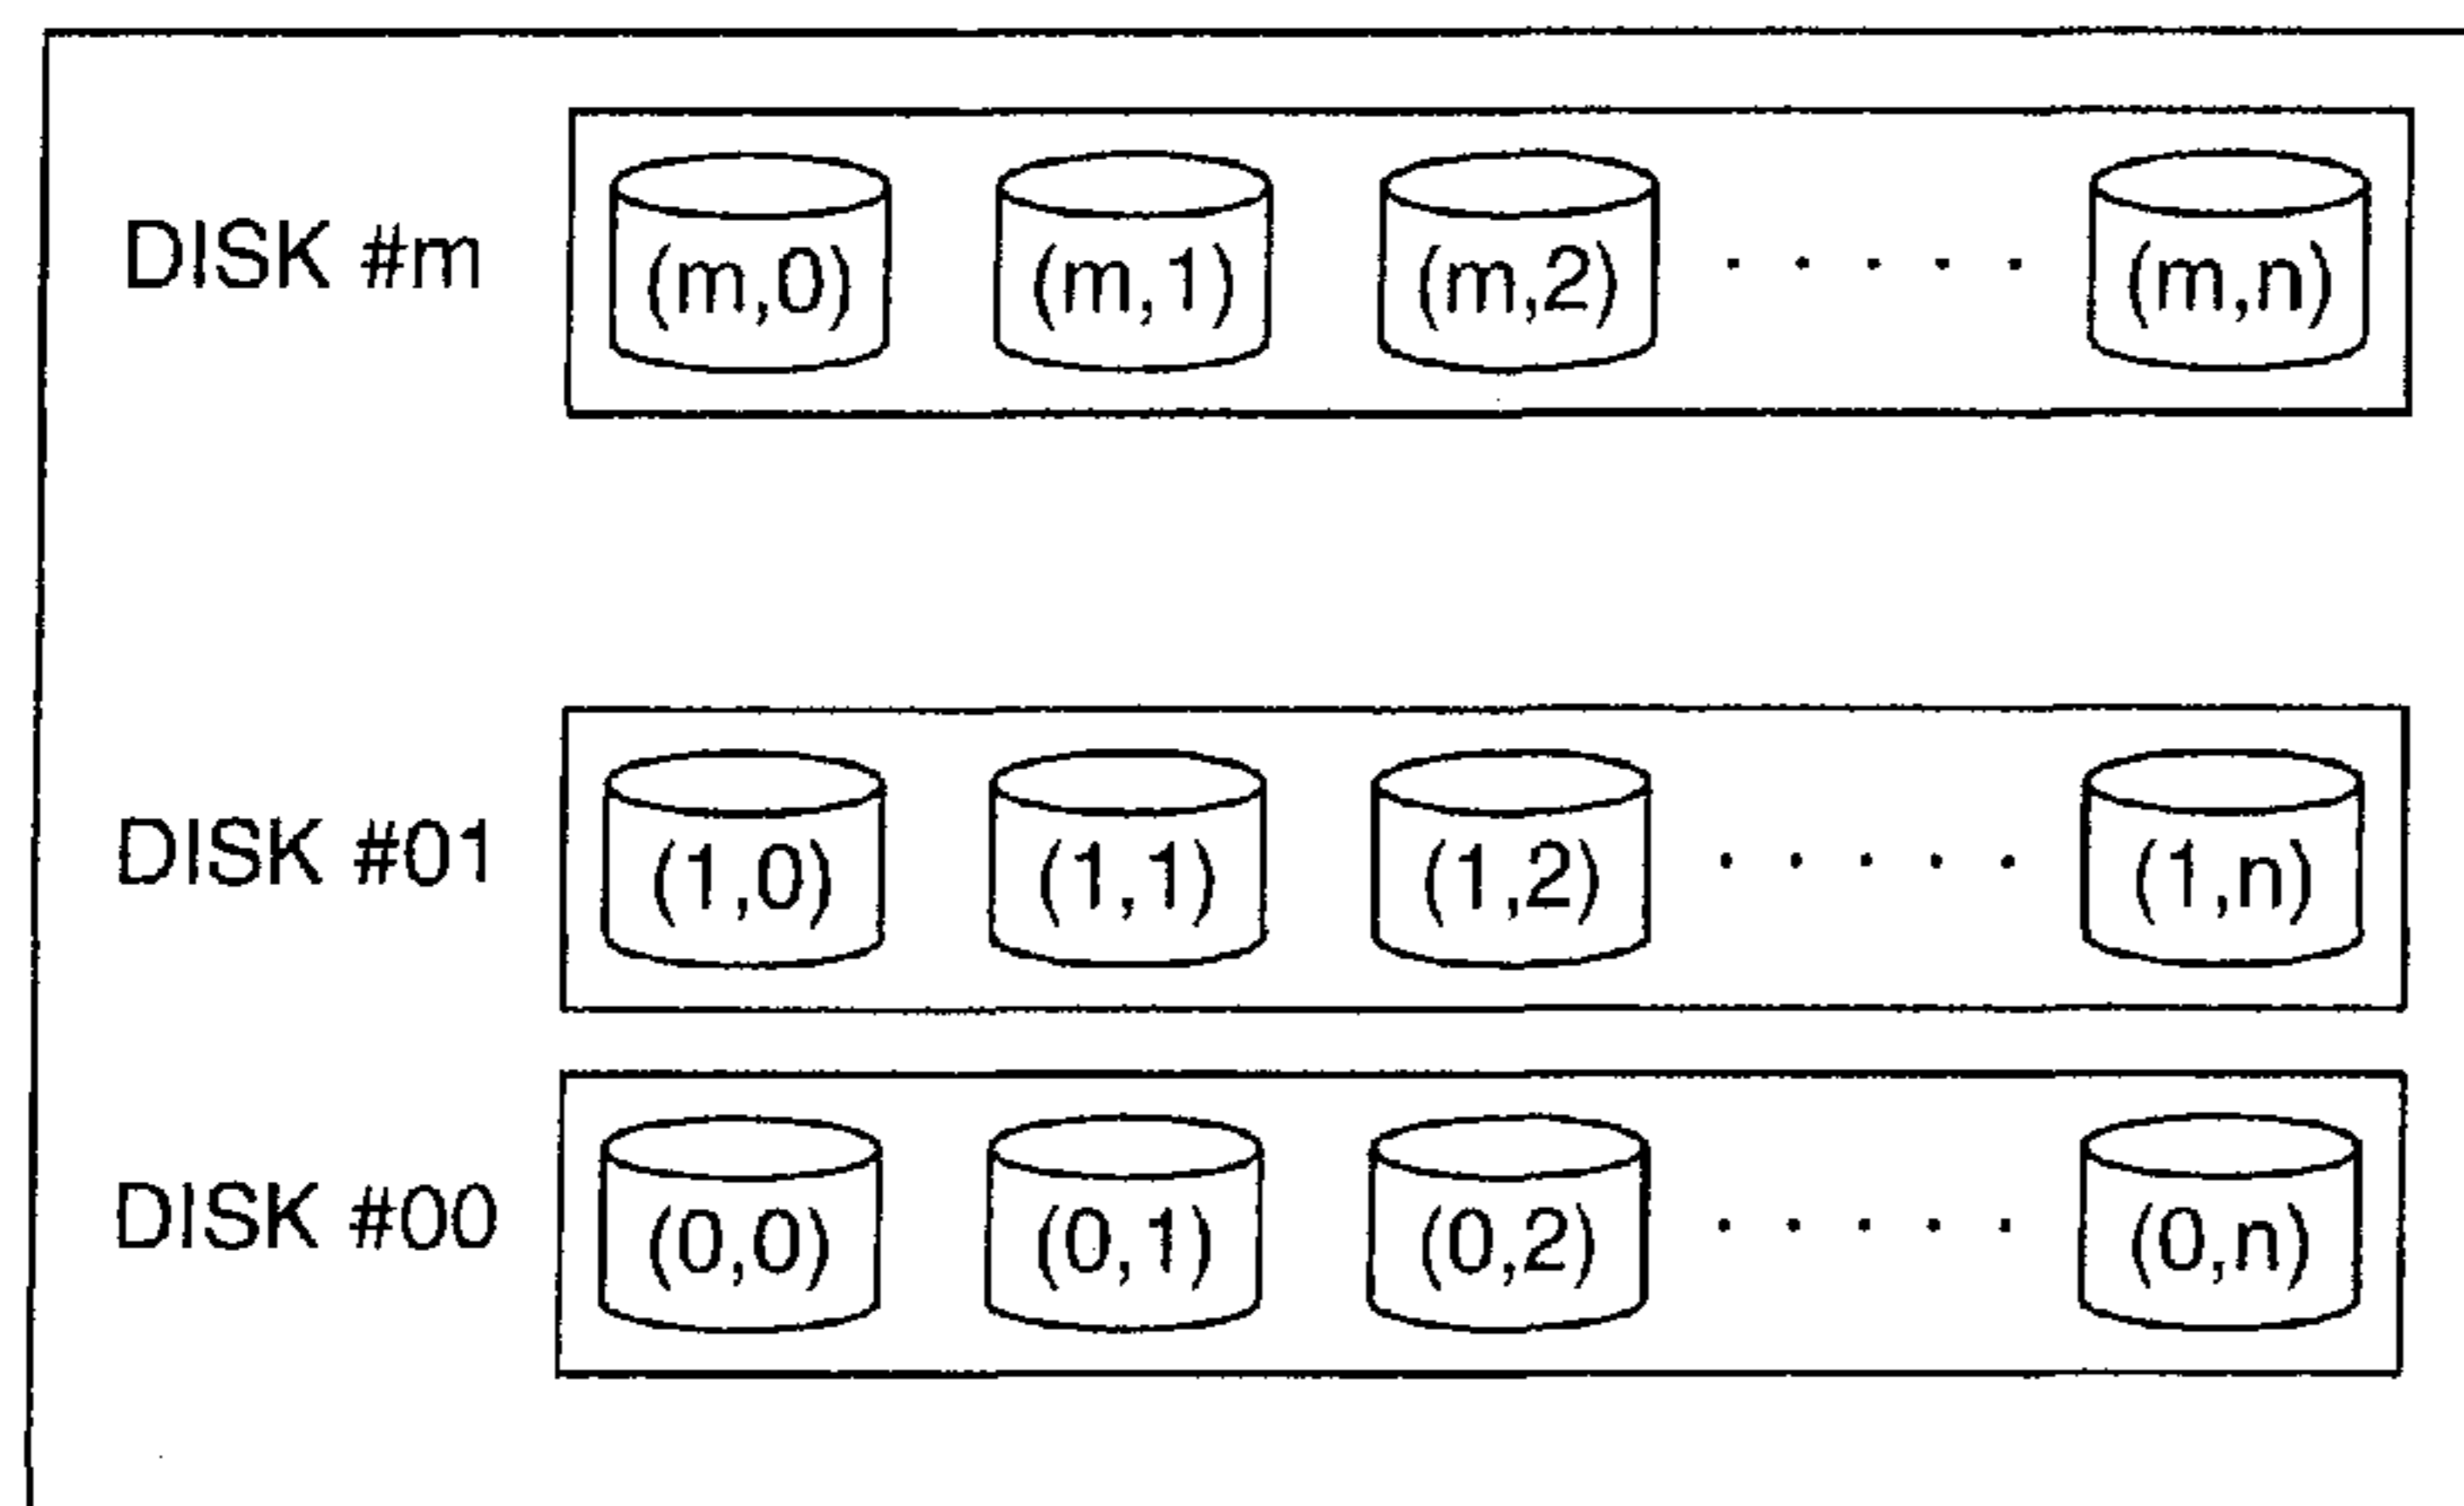 DISK #m (m,0) (m,1) (m,2) · · · · · (m,n)
DISK #01 (1,0) (1,1) (1,2) · · · · · (1,n)
DISK #00 (0,0) (0,1) (0,2) · · · · · (0,n)